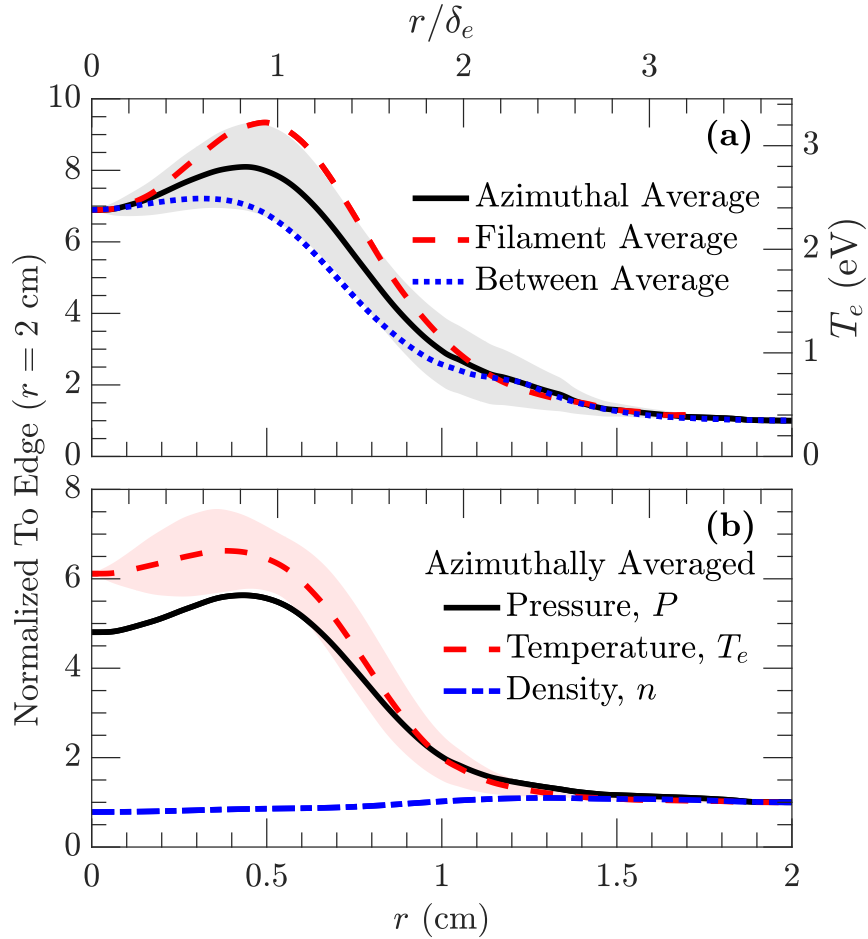 r/δₑ
0 1 2 3
10
8
6
4
2
0
(a)
Azimuthal Average
Filament Average
Between Average
3
2
1
0
Tₑ (eV)
Normalized To Edge (r = 2 cm)
8
6
4
2
0
(b)
Azimuthally Averaged
Pressure, P
Temperature, Tₑ
Density, n
0 0.5 1 1.5 2
r (cm)